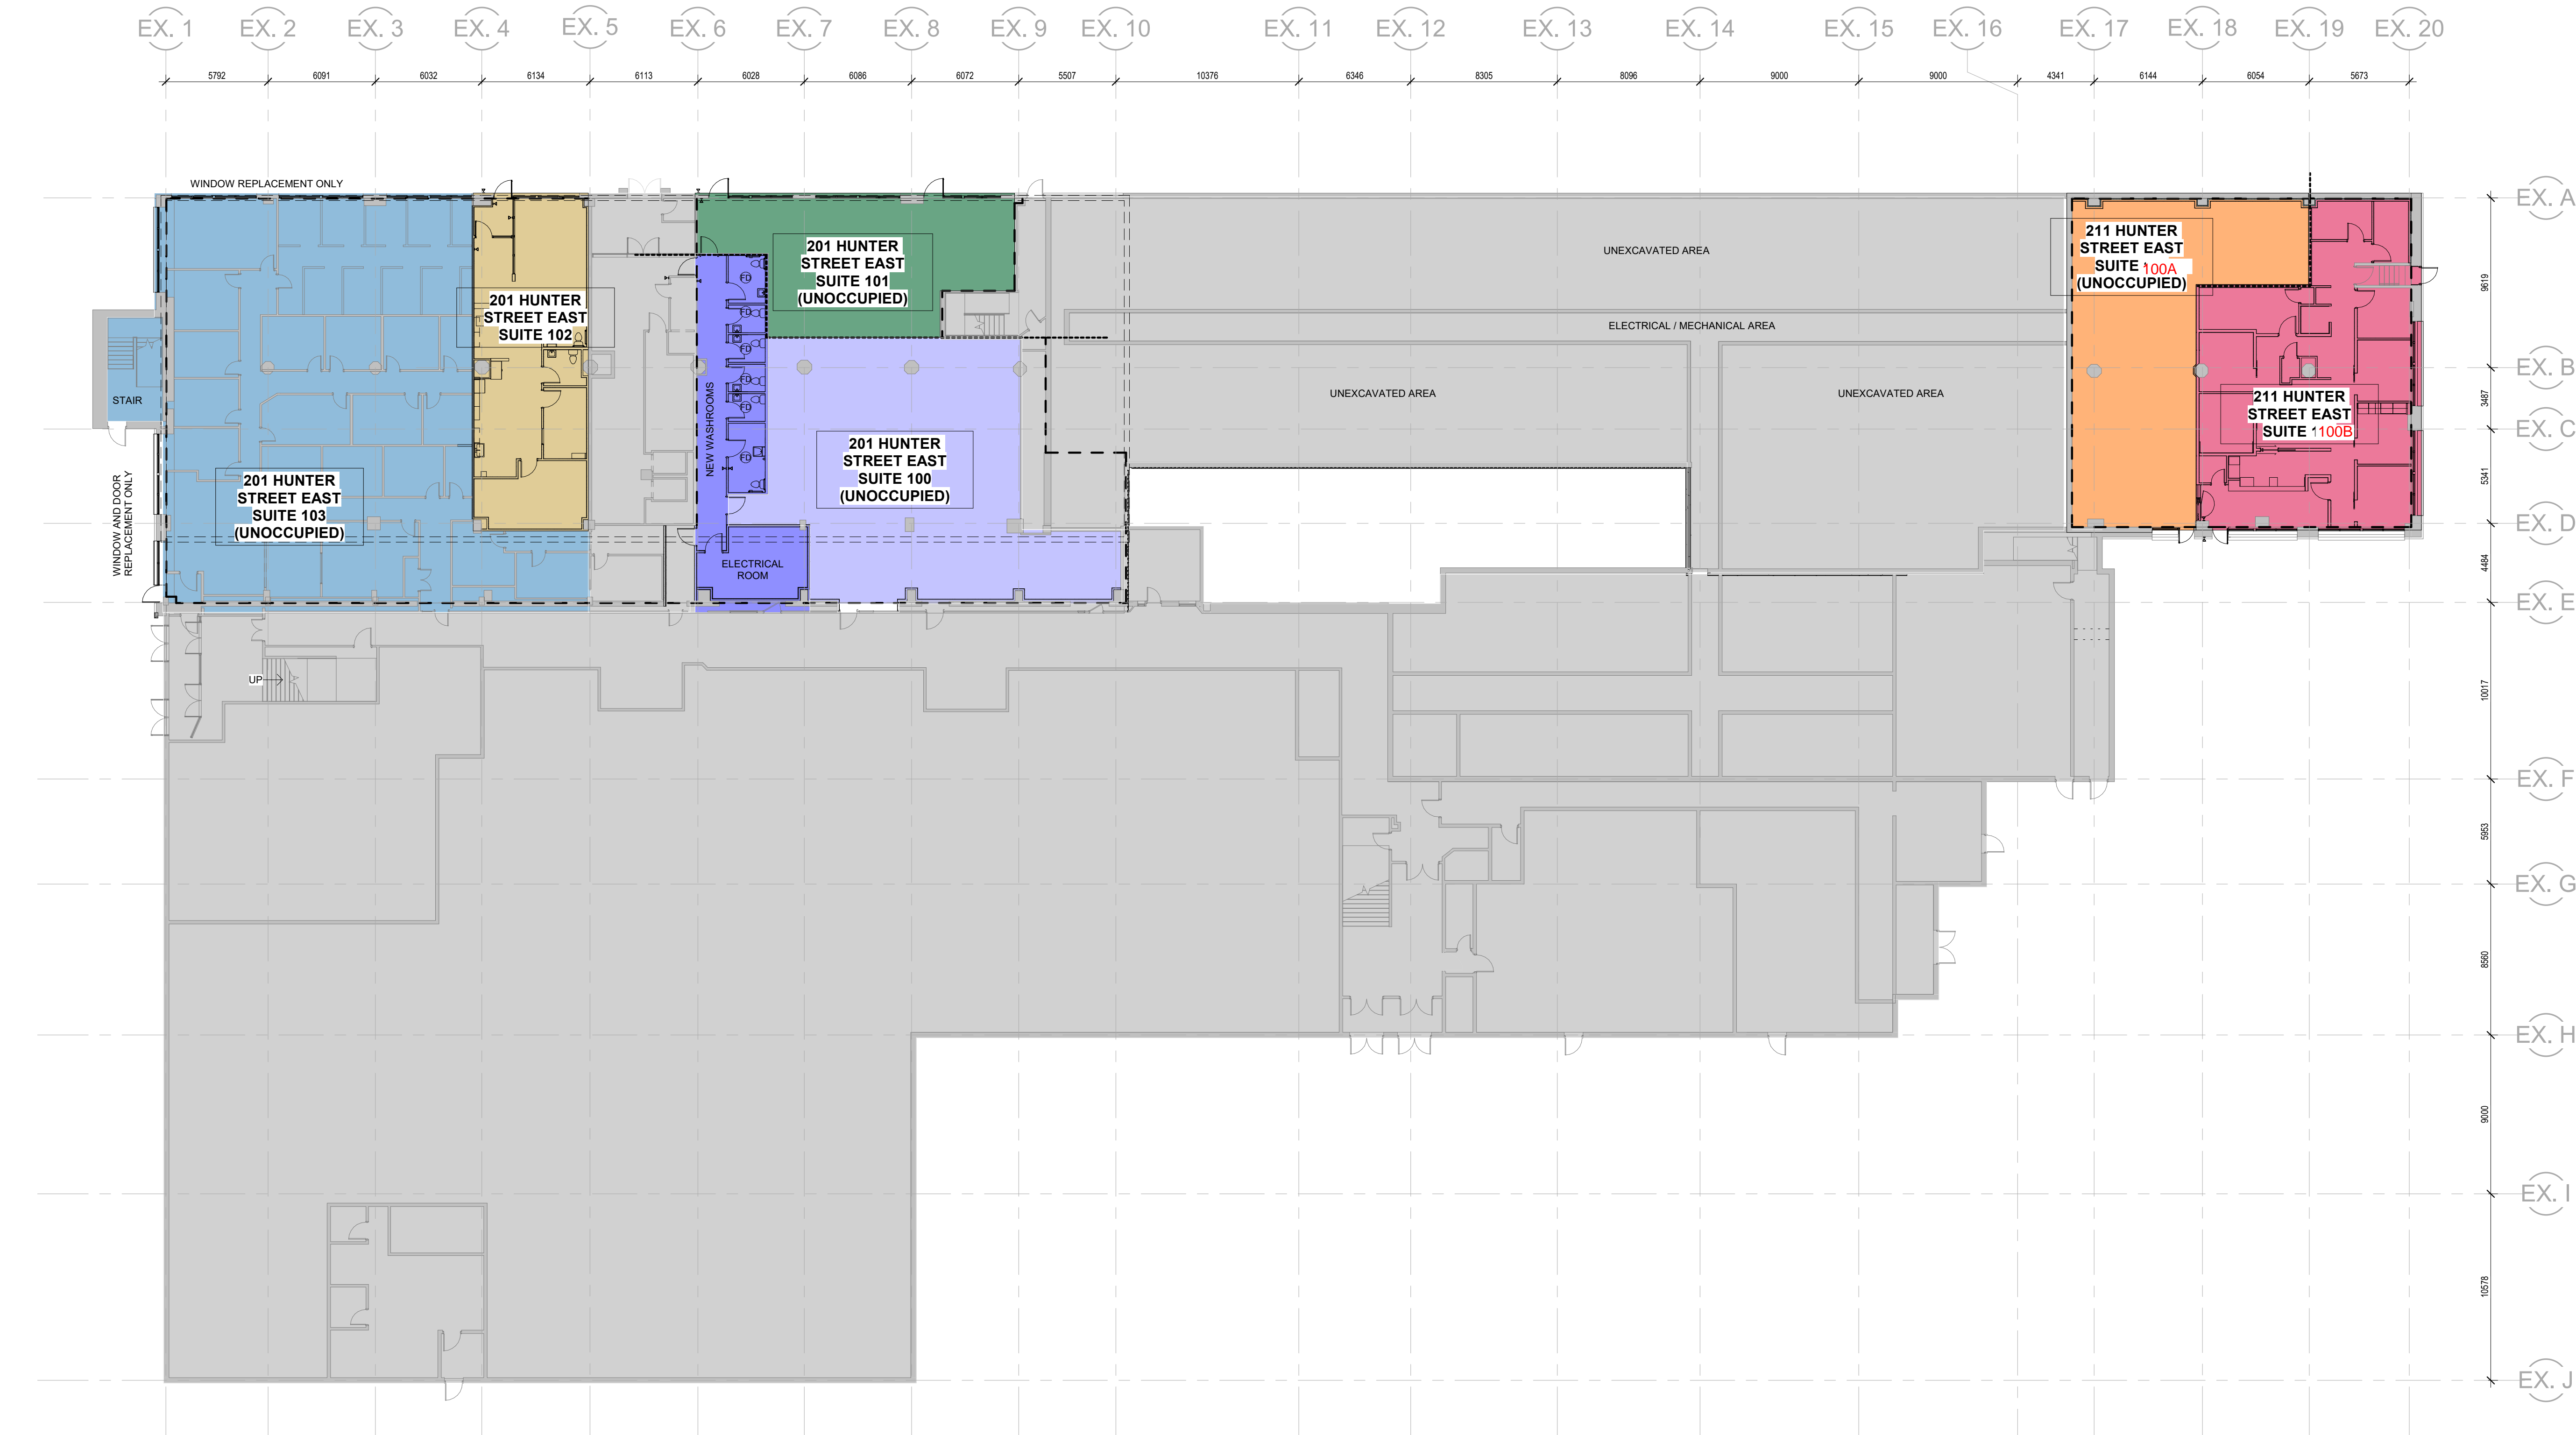 EX. 1 EX. 2 EX. 3 EX. 4 EX. 5 EX. 6 EX. 7 EX. 8 EX. 9 EX. 10 EX. 11 EX. 12 EX. 13 EX. 14 EX. 15 EX. 16 EX. 17 EX. 18 EX. 19 EX. 20
5792 6091 6032 6134 6113 6028 6086 6072 5507 10376 6346 8305 8096 9000 9000 4341 6144 6054 5673
EX. A
EX. B
EX. C
EX. D
EX. E
EX. F
EX. G
EX. H
EX. I
EX. J
9619
3487
5341
4484
10017
5953
8560
9000
10578
WINDOW REPLACEMENT ONLY
STAIR
WINDOW AND DOOR
REPLACEMENT ONLY
201 HUNTER
STREET EAST
SUITE 103
(UNOCCUPIED)
201 HUNTER
STREET EAST
SUITE 102
201 HUNTER
STREET EAST
SUITE 101
(UNOCCUPIED)
NEW WASHROOMS
FD
FD
FD
FD
FD
FD
201 HUNTER
STREET EAST
SUITE 100
(UNOCCUPIED)
ELECTRICAL
ROOM
UNEXCAVATED AREA
ELECTRICAL / MECHANICAL AREA
UNEXCAVATED AREA
UNEXCAVATED AREA
211 HUNTER
STREET EAST
SUITE 100A
(UNOCCUPIED)
211 HUNTER
STREET EAST
SUITE 100B
UP